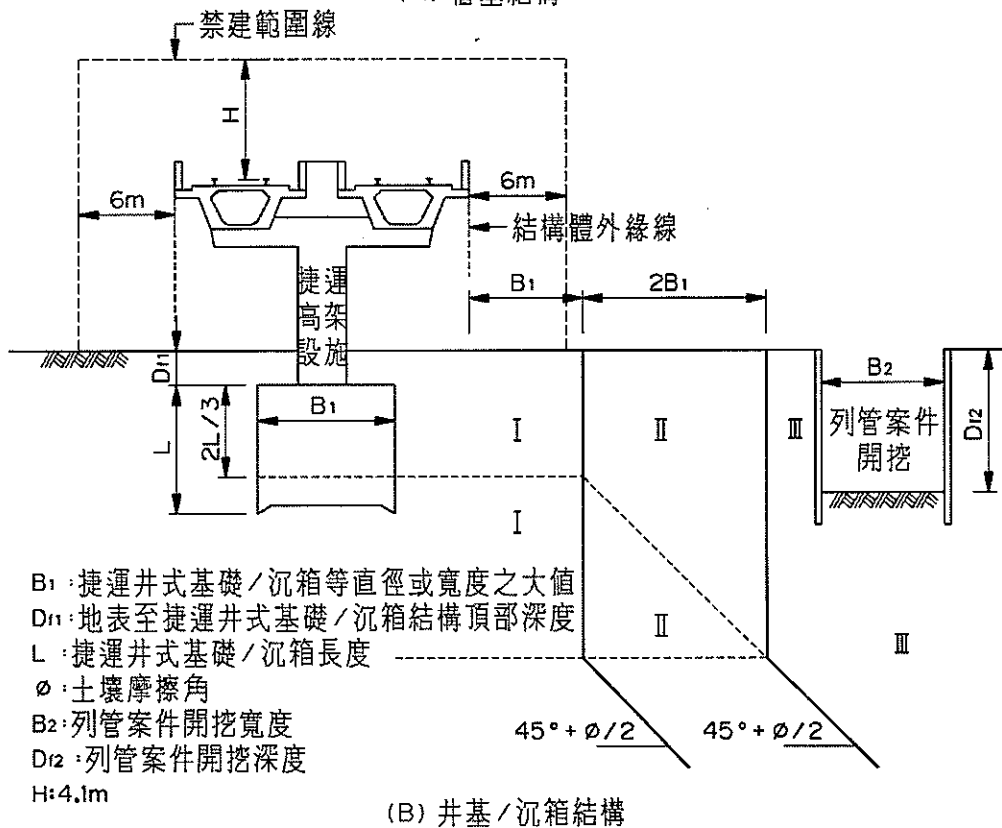 禁建範圍線
H
6m
6m
結構體外緣線
捷運
高架
設施
B1
2B1
Df1
B1
2L/3
L
I
II
III
B2
列管案件
開挖
Df2
I
II
III
B1:捷運井式基礎/沉箱等直徑或寬度之大值
Df1:地表至捷運井式基礎/沉箱結構頂部深度
L:捷運井式基礎/沉箱長度
ø:土壤摩擦角
B2:列管案件開挖寬度
Df2:列管案件開挖深度
H:4.1m
45°+ø/2
45°+ø/2
(B) 井基/沉箱結構